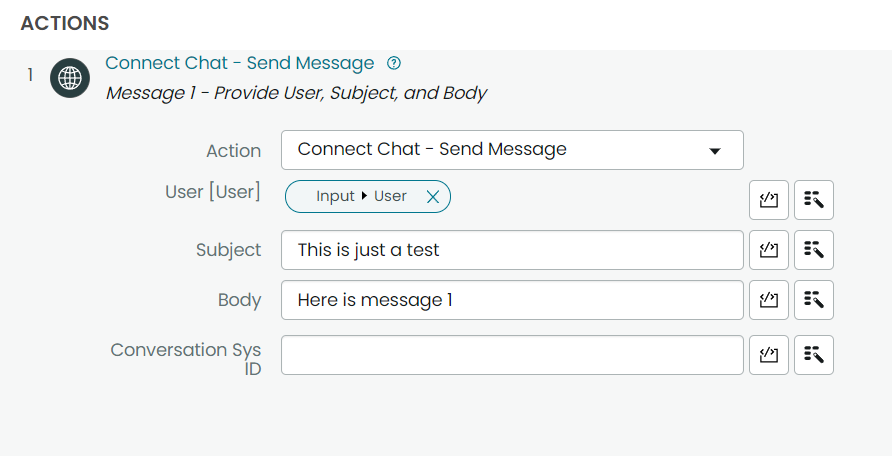 ACTIONS
1
Connect Chat - Send Message
Message 1 - Provide User, Subject, and Body
Action
Connect Chat - Send Message
User [User]
Input ▸ User
Subject
This is just a test
Body
Here is message 1
Conversation Sys
ID